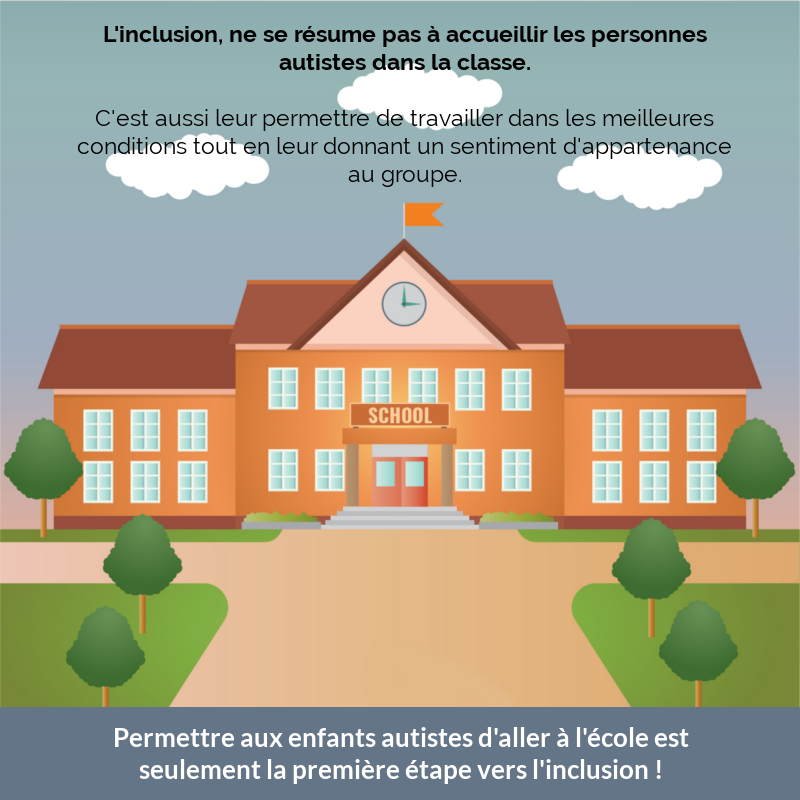 L'inclusion, ne se résume pas à accueillir les personnes
autistes dans la classe.
C'est aussi leur permettre de travailler dans les meilleures
conditions tout en leur donnant un sentiment d'appartenance
au groupe.
SCHOOL
Permettre aux enfants autistes d'aller à l'école est
seulement la première étape vers l'inclusion !